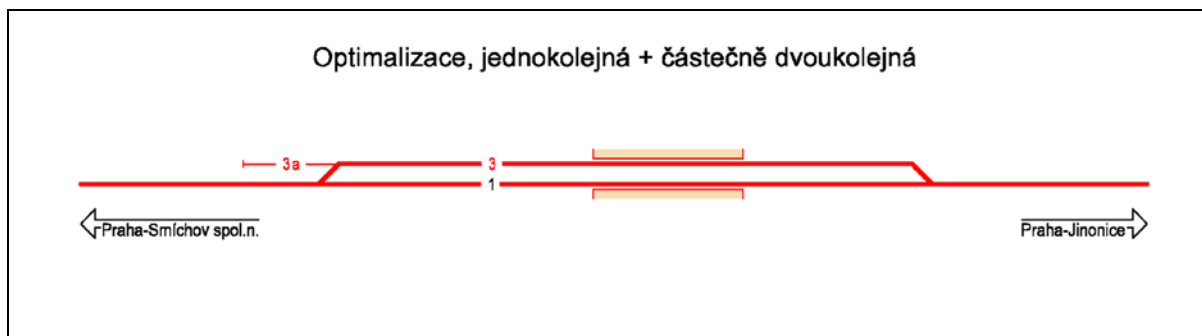 Optimalizace, jednokolejná + částečně dvoukolejná
3a
3
1
Praha-Smíchov spol.n.
Praha-Jinonice